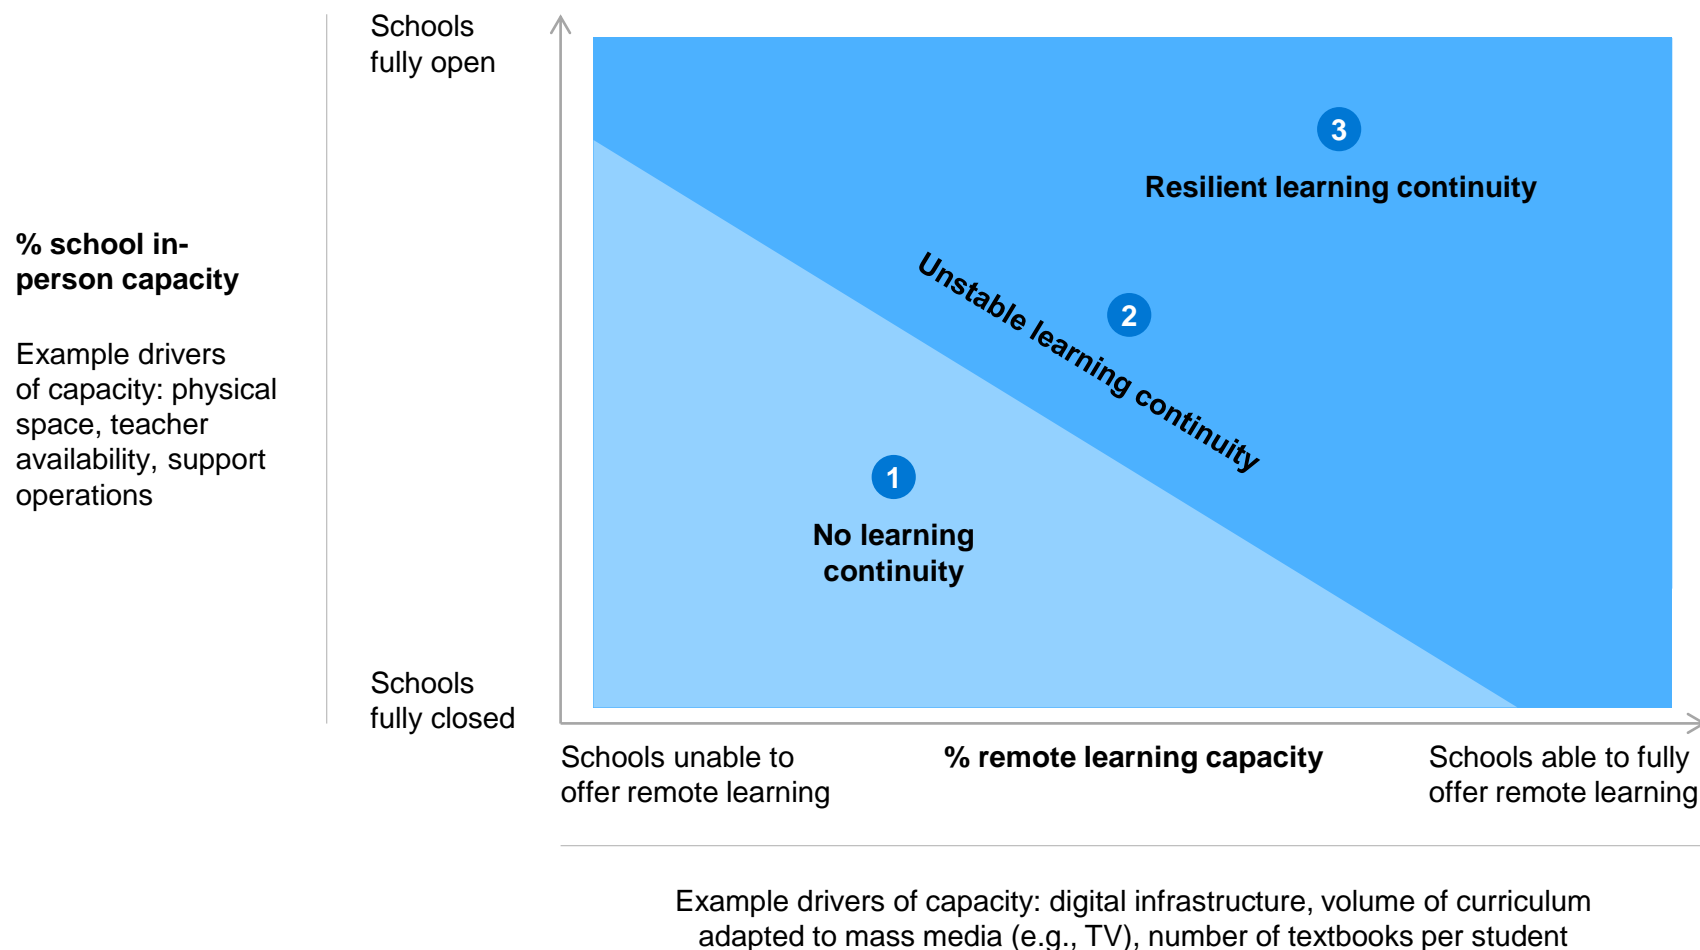 Schools
fully open
% school in-
person capacity
Example drivers
of capacity: physical
space, teacher
availability, support
operations
Schools
fully closed
3
Resilient learning continuity
2
Unstable learning continuity
1
No learning
continuity
Schools unable to
offer remote learning
% remote learning capacity
Schools able to fully
offer remote learning
Example drivers of capacity: digital infrastructure, volume of curriculum
adapted to mass media (e.g., TV), number of textbooks per student